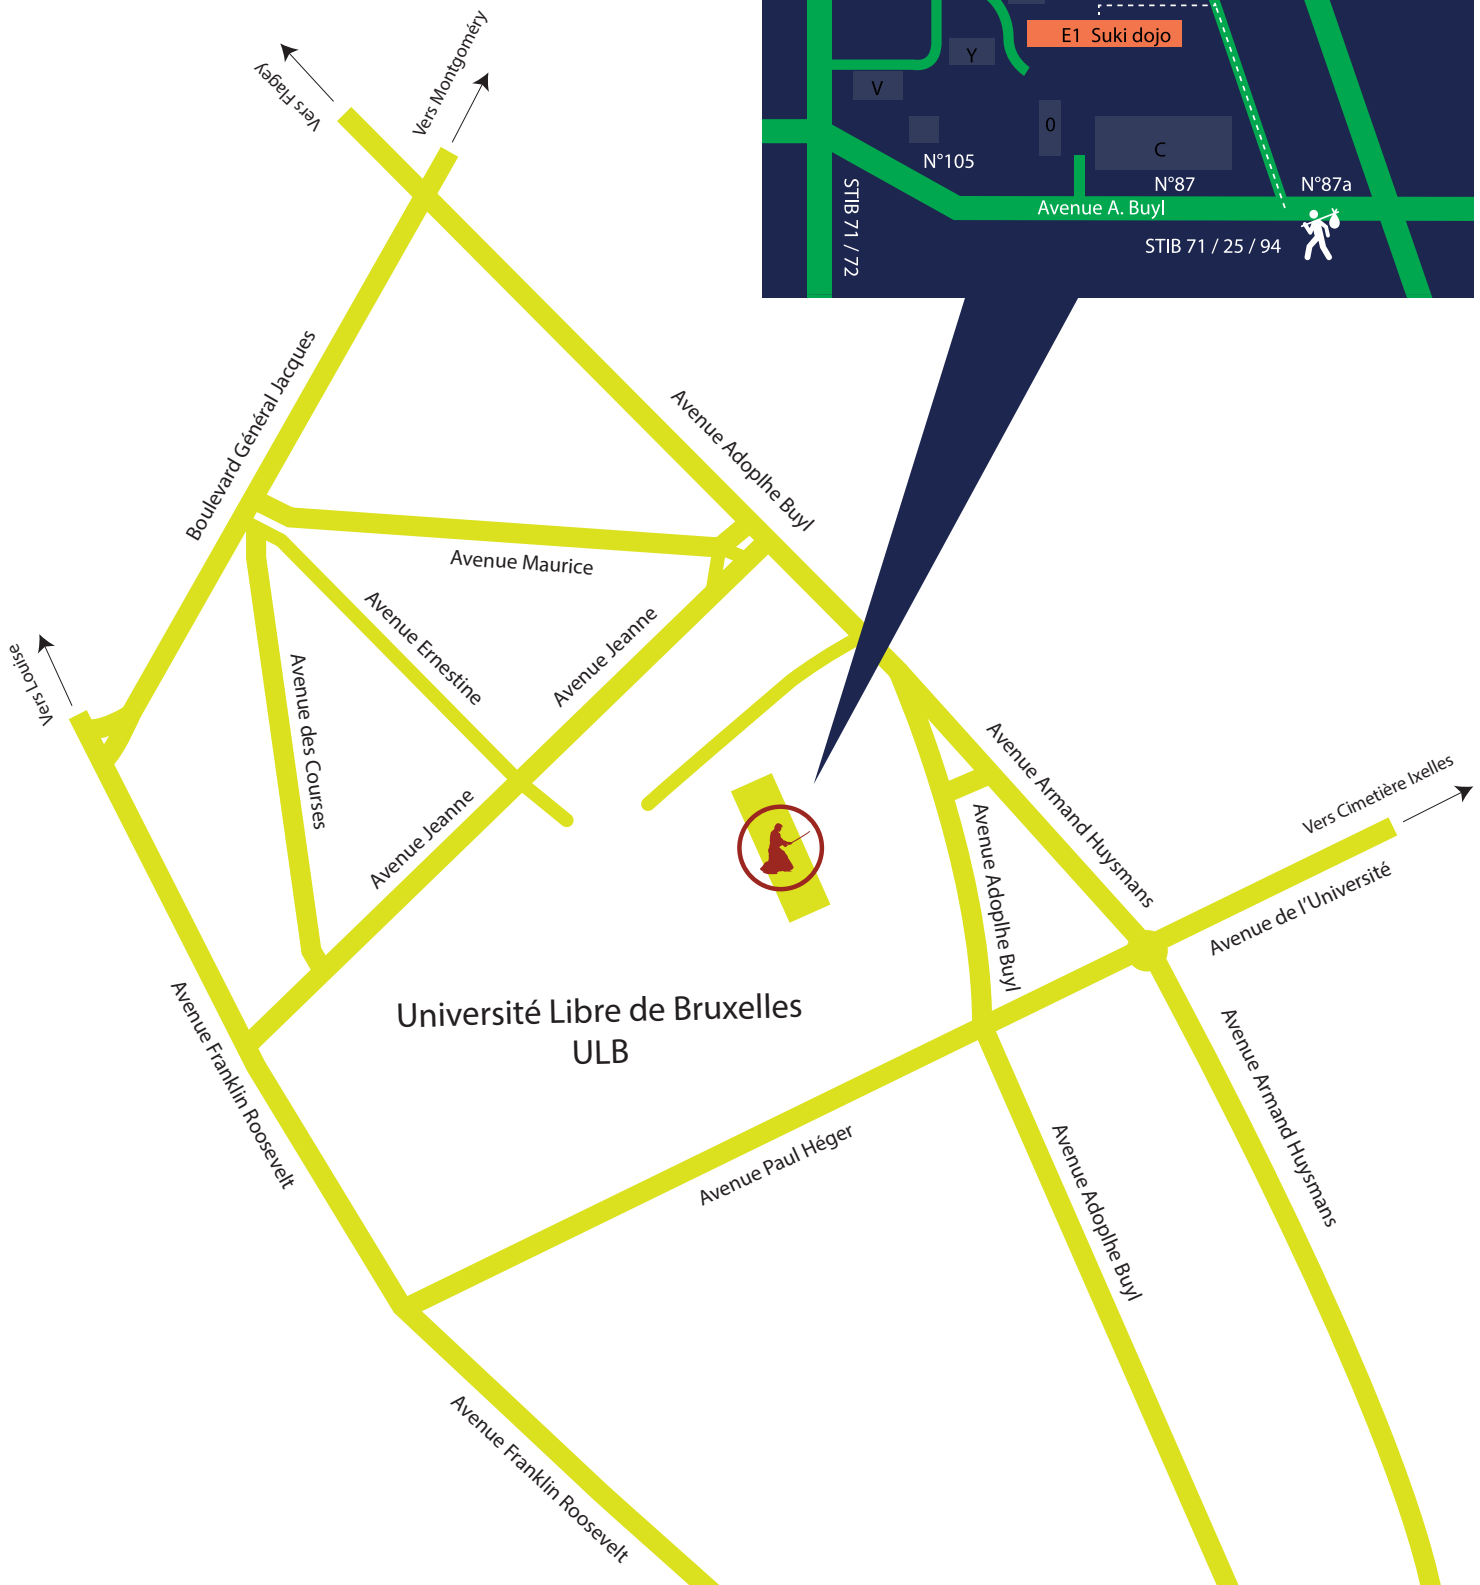 E1 Suki dojo
Y
V
0
C
N°105
N°87
N°87a
Avenue A. Buyl
STIB 71 / 25 / 94
STIB 71 / 72
Vers Flagey
Vers Montgoméry
Boulevard Général Jacques
Avenue Adoplhe Buyl
Avenue Maurice
Avenue Ernestine
Avenue Jeanne
Vers Louise
Avenue des Courses
Avenue Jeanne
Avenue Armand Huysmans
Vers Cimetière Ixelles
Avenue Adoplhe Buyl
Avenue de l'Université
Université Libre de Bruxelles
ULB
Avenue Franklin Roosevelt
Avenue Paul Héger
Avenue Adoplhe Buyl
Avenue Armand Huysmans
Avenue Franklin Roosevelt